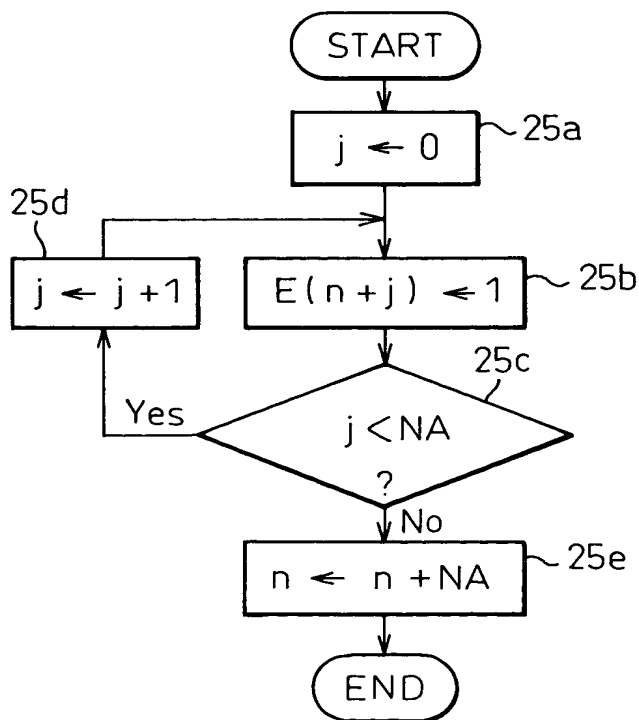 START
j ← 0
25a
25d
j ← j + 1
E(n + j) ← 1
25b
25c
Yes
j < NA
?
No
n ← n + NA
25e
END